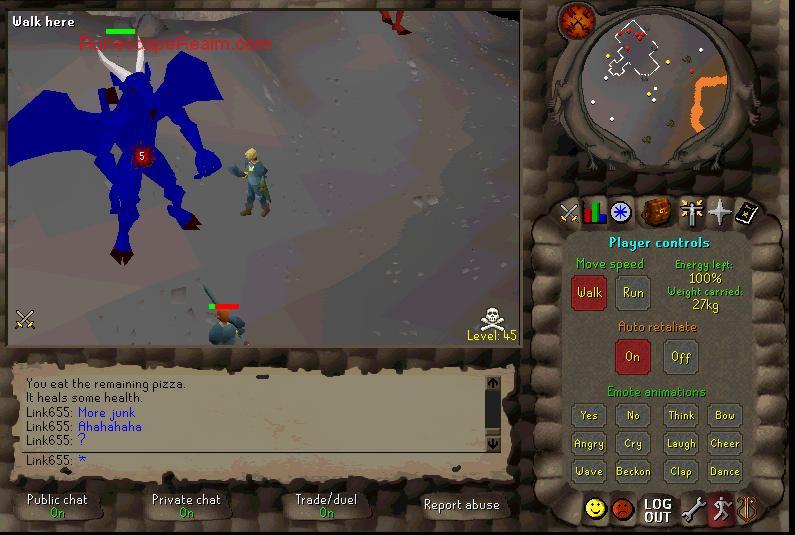 Walk here
RunescapeRealm.com
5
Level: 45
Player controls
Move speed
Energy left:
100%
Walk
Run
Weight carried:
27kg
Auto retaliate
On
Off
Emote animations
Yes
No
Think
Bow
Angry
Cry
Laugh
Cheer
Wave
Beckon
Clap
Dance
LOG
OUT
You eat the remaining pizza.
It heals some health.
Link655: More junk
Link655: Ahahahaha
Link655: ?
Link655: *
Public chat
On
Private chat
On
Trade/duel
On
Report abuse